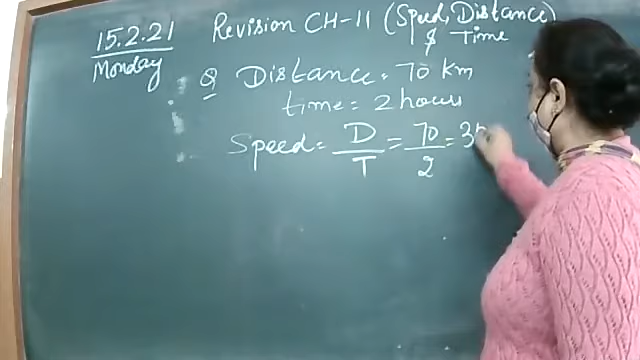 15.2.21
Monday
Revision CH-11 (Speed, Distance)
& Time
Q Distance = 70 km
time = 2 hours
Speed = D/T = 70/2 = 35